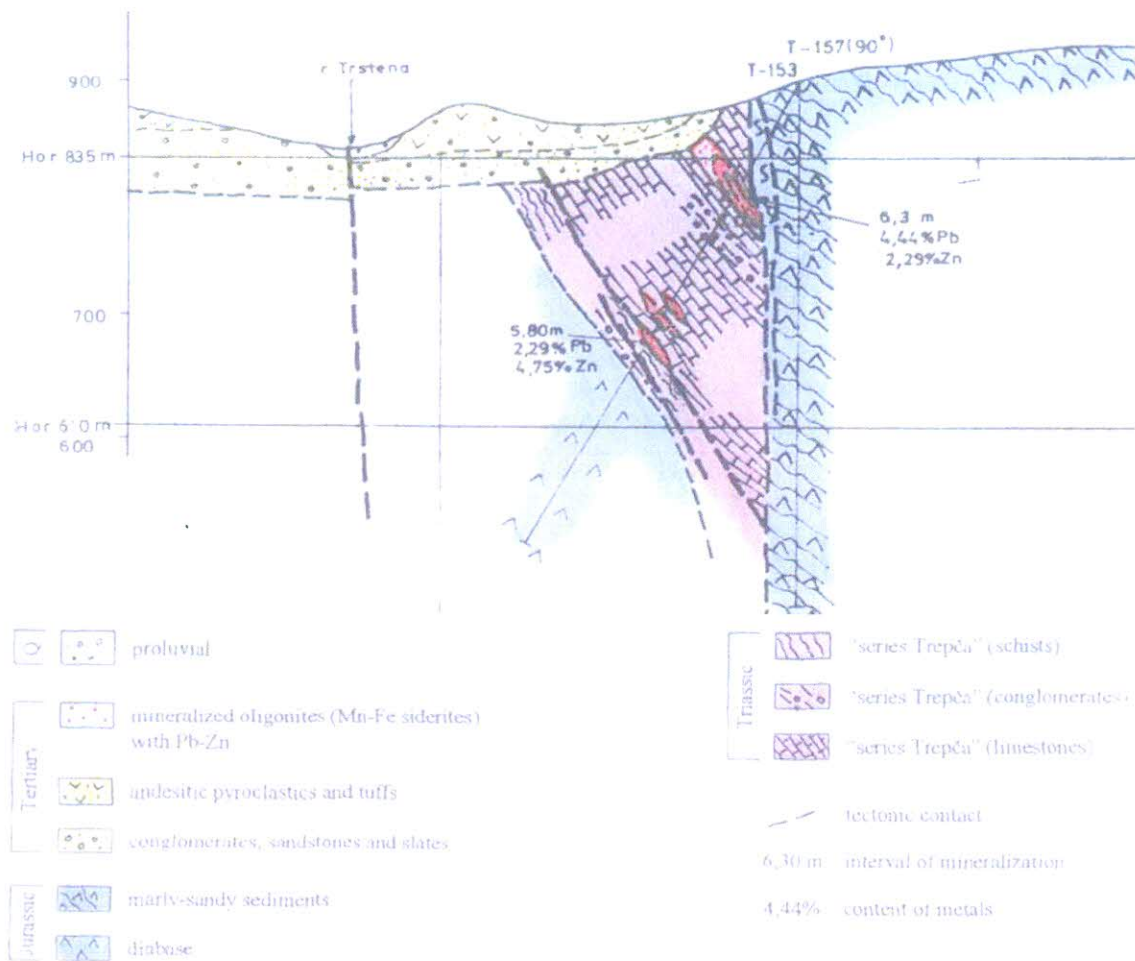 T-157(90°)
T-153
r Trstena
900
Hor 835 m
6,3 m
4,44%Pb
2,29%Zn
700
5,80m
2,29% Pb
4,75% Zn
Hor 610 m
600
Q
proluvial
Tertiary
mineralized oligonites (Mn-Fe siderites)
with Pb-Zn
andesitic pyroclastics and tuffs
conglomerates, sandstones and slates
Jurassic
marly-sandy sediments
diabase
Triassic
"series Trepča" (schists)
"series Trepča" (conglomerates)
"series Trepča" (limestones)
tectonic contact
6,30 m interval of mineralization
4,44% content of metals